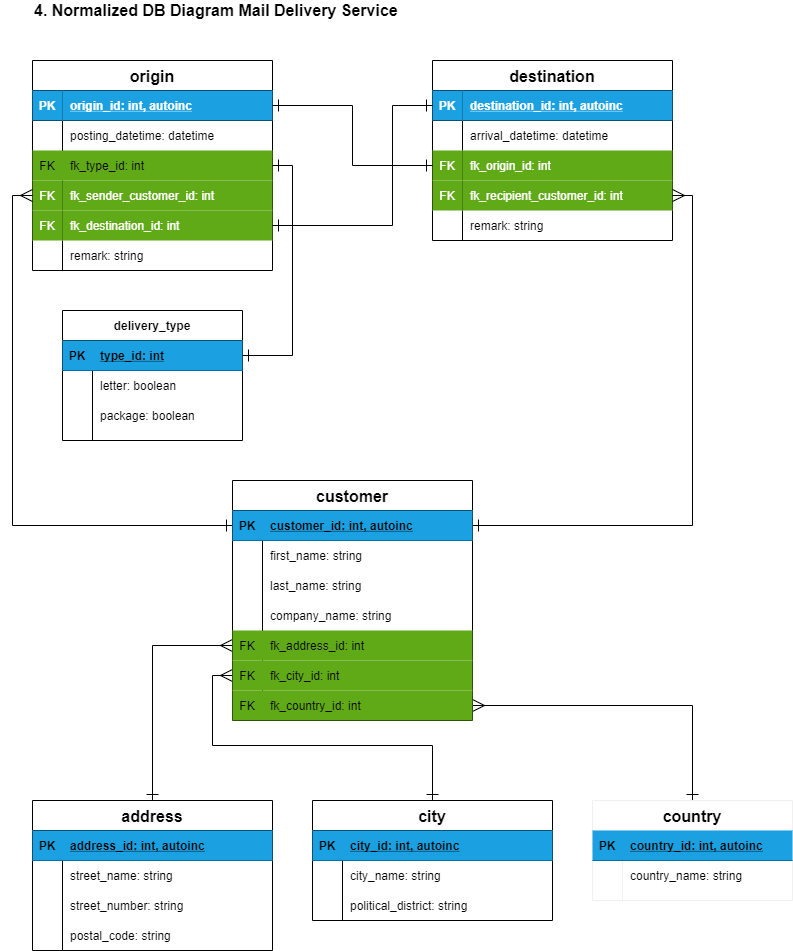 4. Normalized DB Diagram Mail Delivery Service
origin
PK origin_id: int, autoinc
posting_datetime: datetime
FK fk_type_id: int
FK fk_sender_customer_id: int
FK fk_destination_id: int
remark: string
destination
PK destination_id: int, autoinc
arrival_datetime: datetime
FK fk_origin_id: int
FK fk_recipient_customer_id: int
remark: string
delivery_type
PK type_id: int
letter: boolean
package: boolean
customer
PK customer_id: int, autoinc
first_name: string
last_name: string
company_name: string
FK fk_address_id: int
FK fk_city_id: int
FK fk_country_id: int
address
PK address_id: int, autoinc
street_name: string
street_number: string
postal_code: string
city
PK city_id: int, autoinc
city_name: string
political_district: string
country
PK country_id: int, autoinc
country_name: string